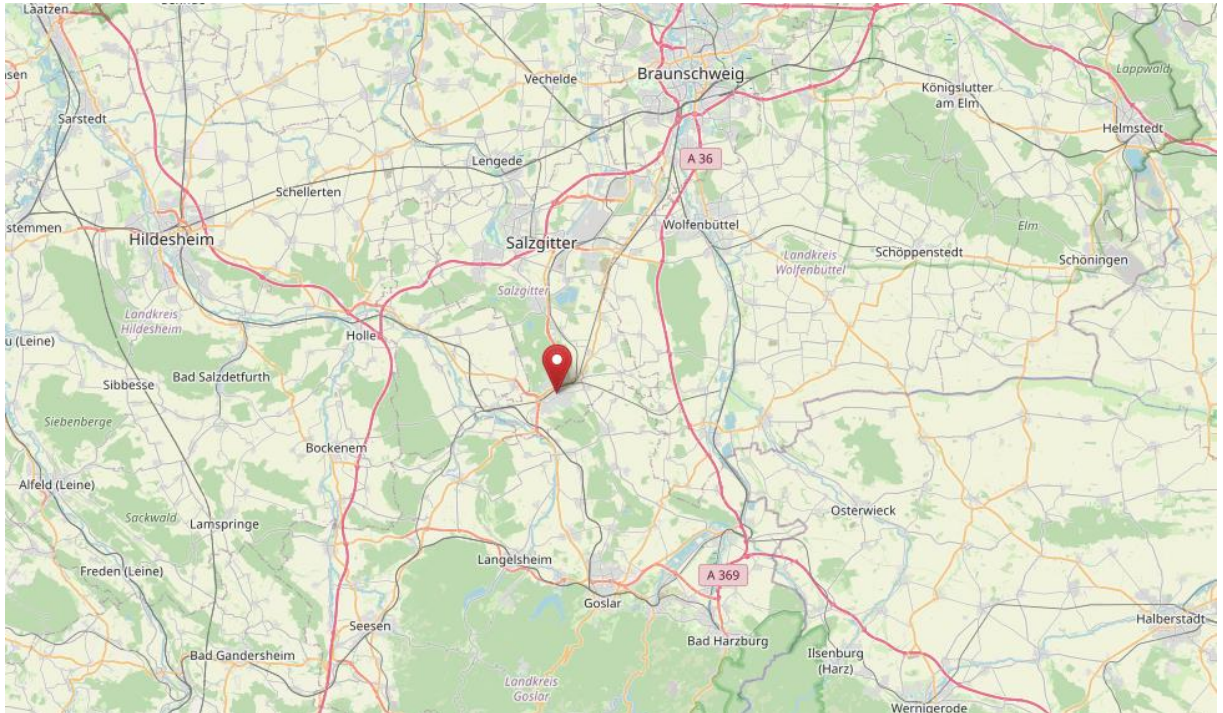 Laatzen
Braunschweig
Vechelde
Lappwald
Königslutter
am Elm
Sarstedt
Helmstedt
Lengede
A 36
Schellerten
Wolfenbüttel
Elm
Hildesheim
Salzgitter
Schöppenstedt
Landkreis
Wolfenbüttel
Schöningen
Salzgitter
Landkreis
Hildesheim
Holle
u (Leine)
Sibbesse
Bad Salzdetfurth
Siebenberge
Bockenem
Alfeld (Leine)
Sackwald
Lamspringe
Osterwieck
Freden (Leine)
Langelsheim
A 369
Goslar
Halberstadt
Seesen
Bad Harzburg
Bad Gandersheim
Ilsenburg
(Harz)
Landkreis
Goslar
Wernigerode